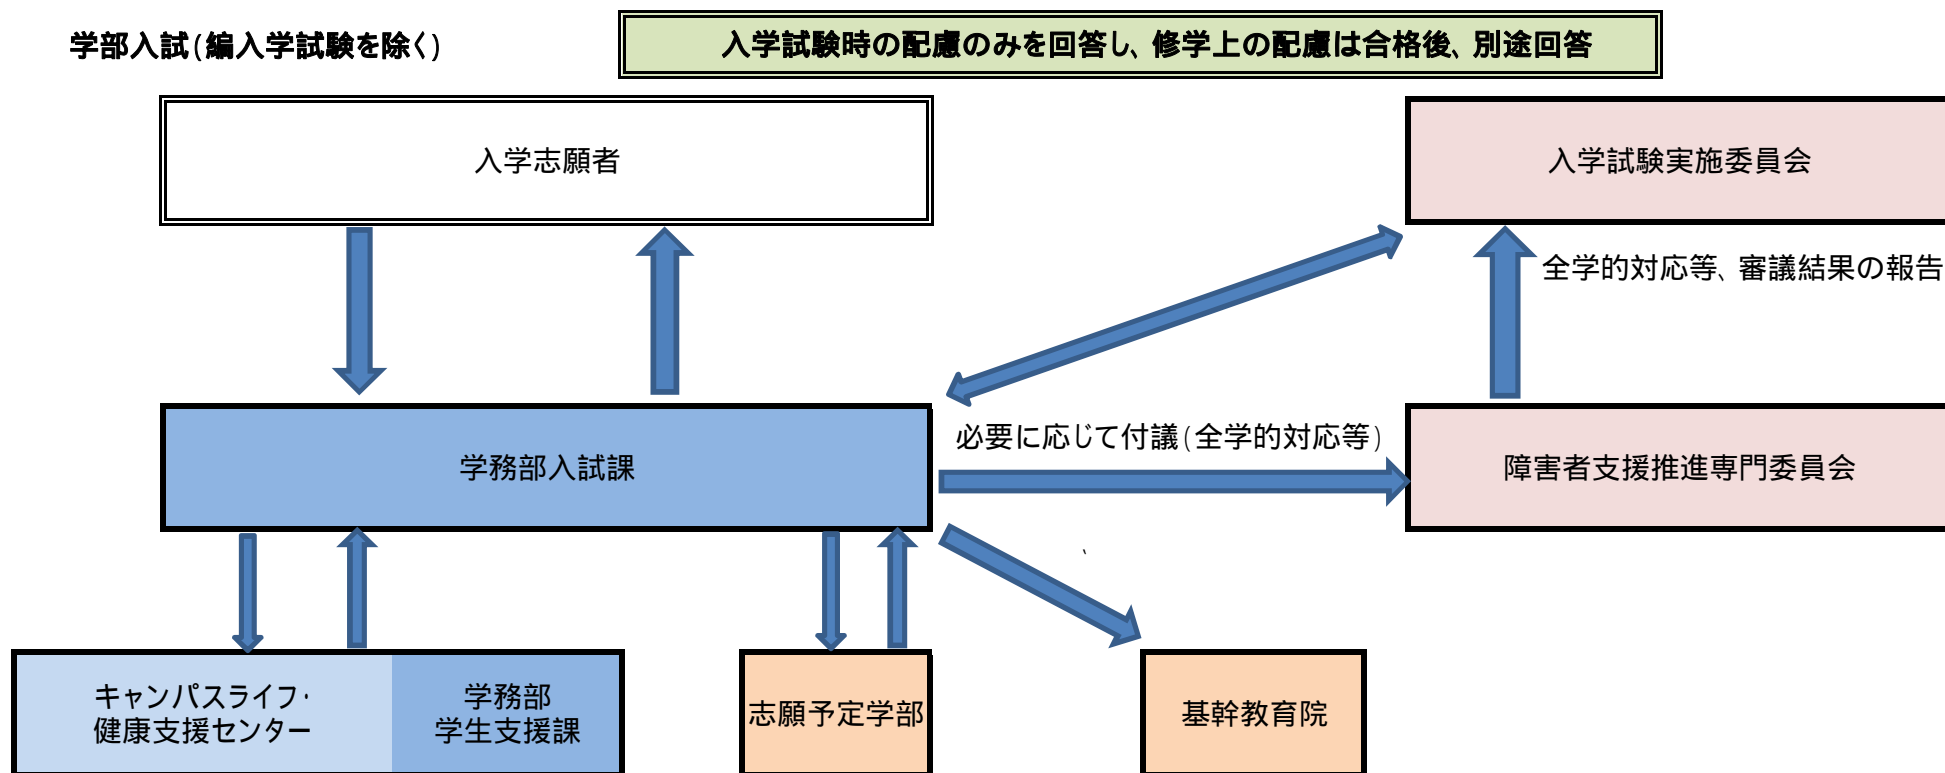 学部入試(編入学試験を除く)
入学試験時の配慮のみを回答し、修学上の配慮は合格後、別途回答
入学志願者
入学試験実施委員会
全学的対応等、審議結果の報告
必要に応じて付議(全学的対応等)
学務部入試課
障害者支援推進専門委員会
、
キャンパスライフ・
健康支援センター
学務部
学生支援課
志願予定学部
基幹教育院